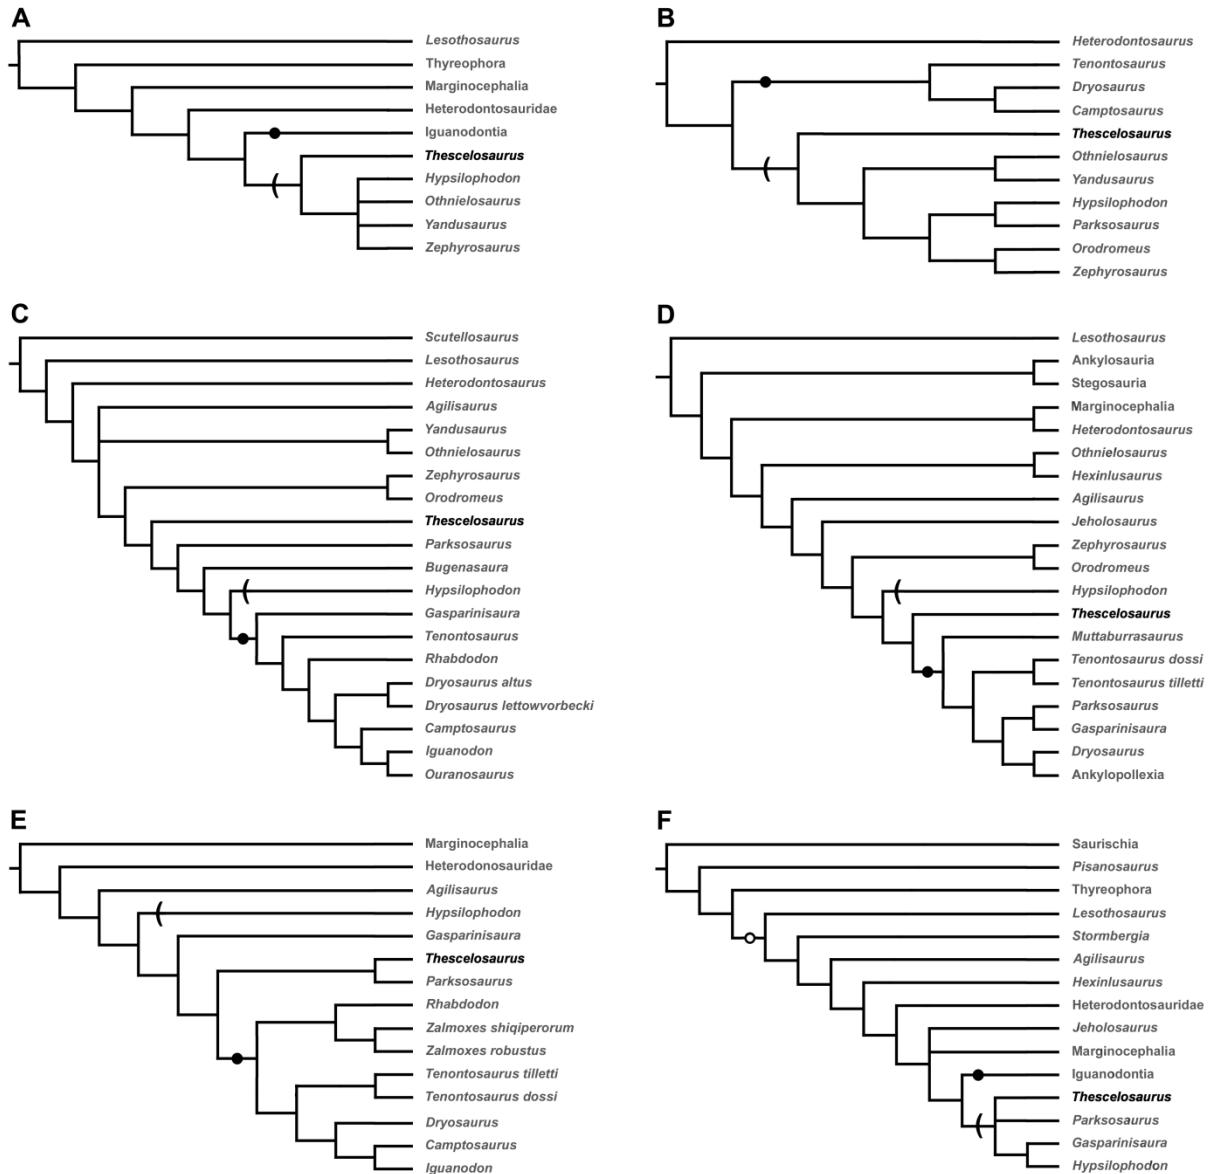 A
Lesothosaurus
Thyreophora
Marginocephalia
Heterodontosauridae
Iguanodontia
Thescelosaurus
Hypsilophodon
Othnielosaurus
Yandusaurus
Zephyrosaurus
B
Heterodontosaurus
Tenontosaurus
Dryosaurus
Camptosaurus
Thescelosaurus
Othnielosaurus
Yandusaurus
Hypsilophodon
Parksosaurus
Orodromeus
Zephyrosaurus
C
Scutellosaurus
Lesothosaurus
Heterodontosaurus
Agilisaurus
Yandusaurus
Othnielosaurus
Zephyrosaurus
Orodromeus
Thescelosaurus
Parksosaurus
Bugenasaura
Hypsilophodon
Gasparinisaura
Tenontosaurus
Rhabdodon
Dryosaurus altus
Dryosaurus lettowvorbecki
Camptosaurus
Iguanodon
Ouranosaurus
D
Lesothosaurus
Ankylosauria
Stegosauria
Marginocephalia
Heterodontosaurus
Othnielosaurus
Hexinlusaurus
Agilisaurus
Jeholosaurus
Zephyrosaurus
Orodromeus
Hypsilophodon
Thescelosaurus
Muttaburrasaurus
Tenontosaurus dossi
Tenontosaurus tilletti
Parksosaurus
Gasparinisaura
Dryosaurus
Ankylopollexia
E
Marginocephalia
Heterodonosauridae
Agilisaurus
Hypsilophodon
Gasparinisaura
Thescelosaurus
Parksosaurus
Rhabdodon
Zalmoxes shiqiperorum
Zalmoxes robustus
Tenontosaurus tilletti
Tenontosaurus dossi
Dryosaurus
Camptosaurus
Iguanodon
F
Saurischia
Pisanosaurus
Thyreophora
Lesothosaurus
Stormbergia
Agilisaurus
Hexinlusaurus
Heterodontosauridae
Jeholosaurus
Marginocephalia
Iguanodontia
Thescelosaurus
Parksosaurus
Gasparinisaura
Hypsilophodon